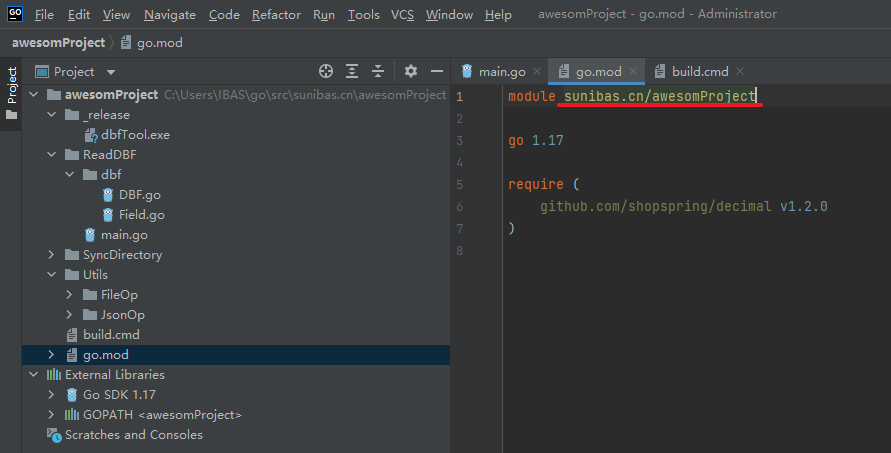 GO File Edit View Navigate Code Refactor Run Tools VCS Window Help awesomProject - go.mod - Administrator
awesomProject go.mod
Project
Project
main.go go.mod build.cmd
awesomProject C:\Users\IBAS\go\src\sunibas.cn\awesomProject
_release
dbfTool.exe
ReadDBF
dbf
DBF.go
Field.go
main.go
SyncDirectory
Utils
FileOp
JsonOp
build.cmd
go.mod
External Libraries
Go SDK 1.17
GOPATH <awesomProject>
Scratches and Consoles
1 module sunibas.cn/awesomProject
2
3 go 1.17
4
5 require (
6 github.com/shopspring/decimal v1.2.0
7 )
8